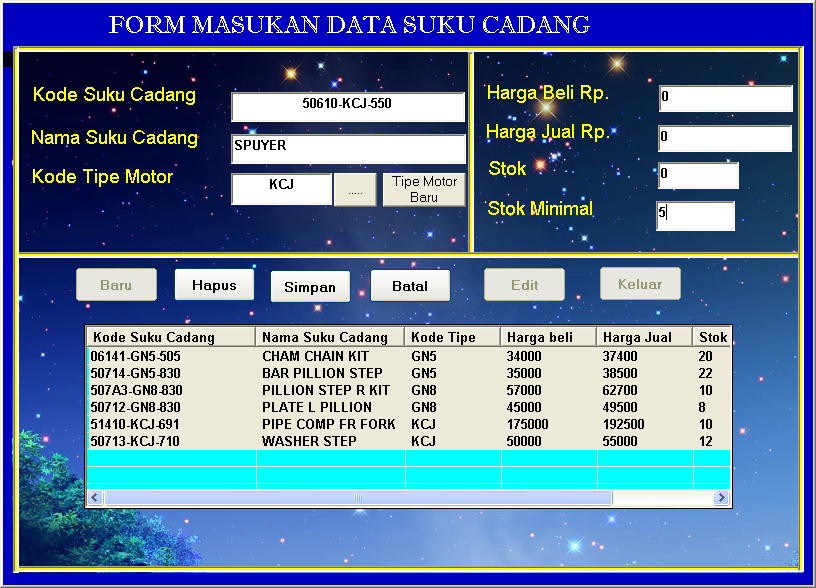 FORM MASUKAN DATA SUKU CADANG
Kode Suku Cadang 50610-KCJ-550
Nama Suku Cadang SPUYER
Kode Tipe Motor KCJ ..... Tipe Motor Baru
Harga Beli Rp. 0
Harga Jual Rp. 0
Stok 0
Stok Minimal 5
Baru Hapus Simpan Batal Edit Keluar
Kode Suku Cadang Nama Suku Cadang Kode Tipe Harga beli Harga Jual Stok
06141-GN5-505 CHAM CHAIN KIT GN5 34000 37400 20
50714-GN5-830 BAR PILLION STEP GN5 35000 38500 22
507A3-GN8-830 PILLION STEP R KIT GN8 57000 62700 10
50712-GN8-830 PLATE L PILLION GN8 45000 49500 8
51410-KCJ-691 PIPE COMP FR FORK KCJ 175000 192500 10
50713-KCJ-710 WASHER STEP KCJ 50000 55000 12